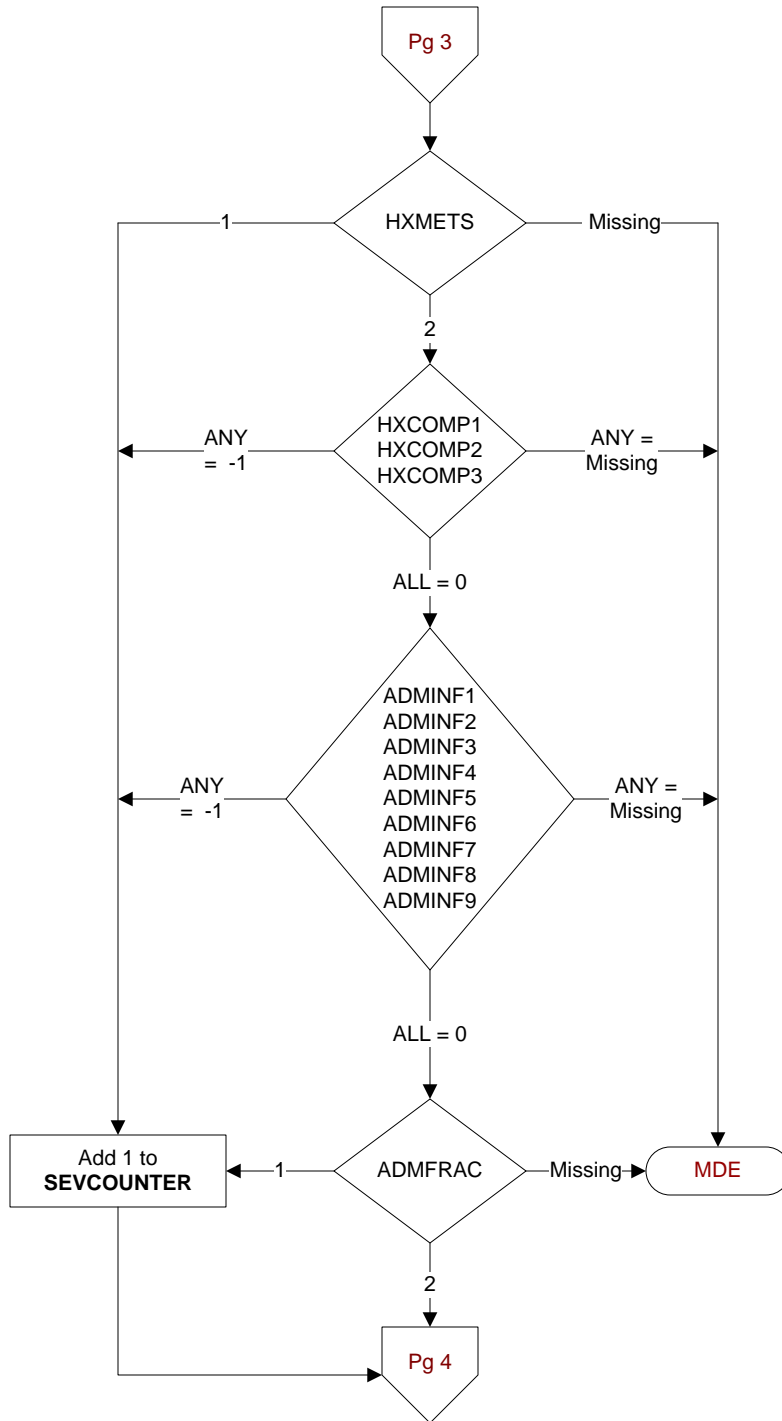 Pg 3
HXMETS
1
Missing
2
HXCOMP1
HXCOMP2
HXCOMP3
ANY
= -1
ANY =
Missing
ALL = 0
ADMINF1
ADMINF2
ADMINF3
ADMINF4
ADMINF5
ADMINF6
ADMINF7
ADMINF8
ADMINF9
ANY
= -1
ANY =
Missing
ALL = 0
Add 1 to
SEVCOUNTER
1
ADMFRAC
Missing
MDE
2
Pg 4